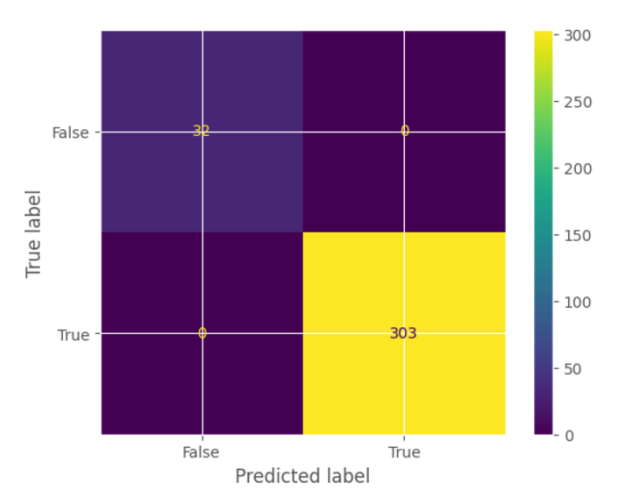 False
32
0
True
0
303
False
True
Predicted label
True label
300
250
200
150
100
50
0